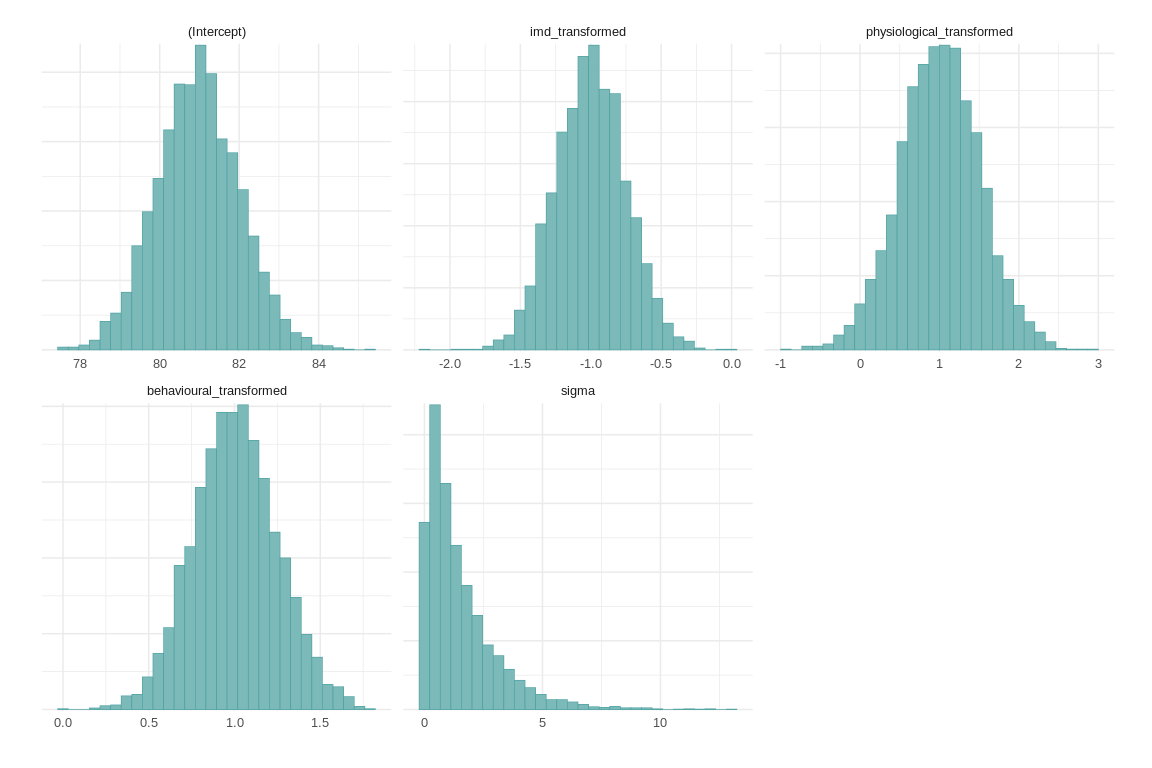 (Intercept) imd_transformed physiological_transformed
78 80 82 84 -2.0 -1.5 -1.0 -0.5 0.0 -1 0 1 2 3
behavioural_transformed sigma
0.0 0.5 1.0 1.5 0 5 10